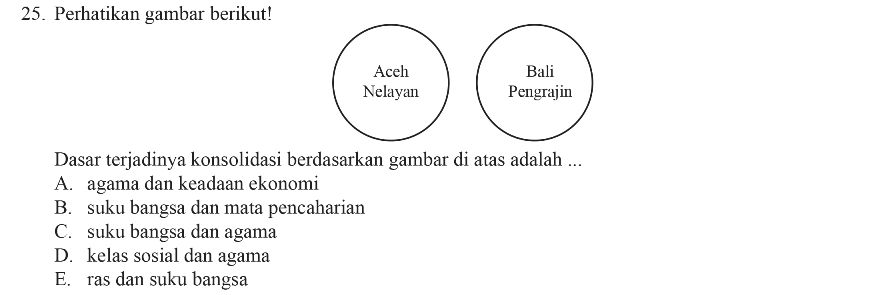 25. Perhatikan gambar berikut!
Aceh
Nelayan
Bali
Pengrajin
Dasar terjadinya konsolidasi berdasarkan gambar di atas adalah ...
A. agama dan keadaan ekonomi
B. suku bangsa dan mata pencaharian
C. suku bangsa dan agama
D. kelas sosial dan agama
E. ras dan suku bangsa